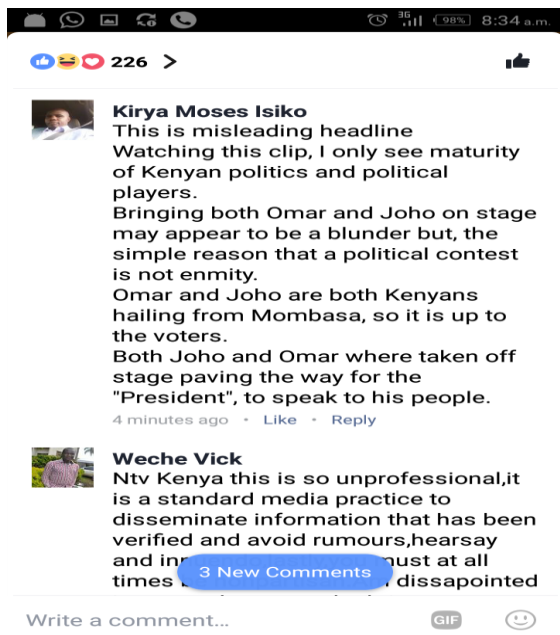 3G 98% 8:34 a.m.
226 >
Kirya Moses Isiko
This is misleading headline
Watching this clip, I only see maturity
of Kenyan politics and political
players.
Bringing both Omar and Joho on stage
may appear to be a blunder but, the
simple reason that a political contest
is not enmity.
Omar and Joho are both Kenyans
hailing from Mombasa, so it is up to
the voters.
Both Joho and Omar where taken off
stage paving the way for the
"President", to speak to his people.
4 minutes ago • Like • Reply
Weche Vick
Ntv Kenya this is so unprofessional,it
is a standard media practice to
disseminate information that has been
verified and avoid rumours,hearsay
and must at all
times dissapointed
3 New Comments
Write a comment...
GIF